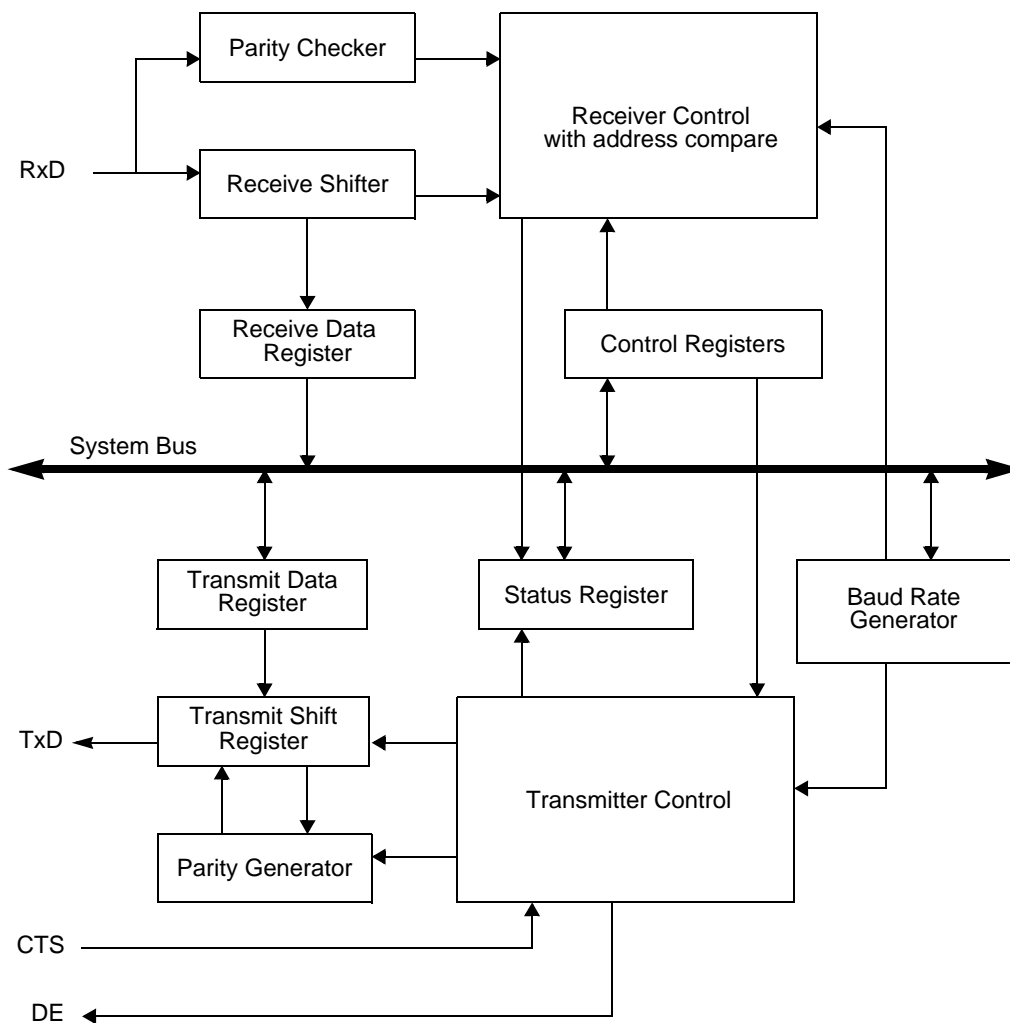 Parity Checker
Receiver Control
with address compare
RxD
Receive Shifter
Receive Data
Register
Control Registers
System Bus
Transmit Data
Register
Status Register
Baud Rate
Generator
Transmit Shift
Register
TxD
Transmitter Control
Parity Generator
CTS
DE